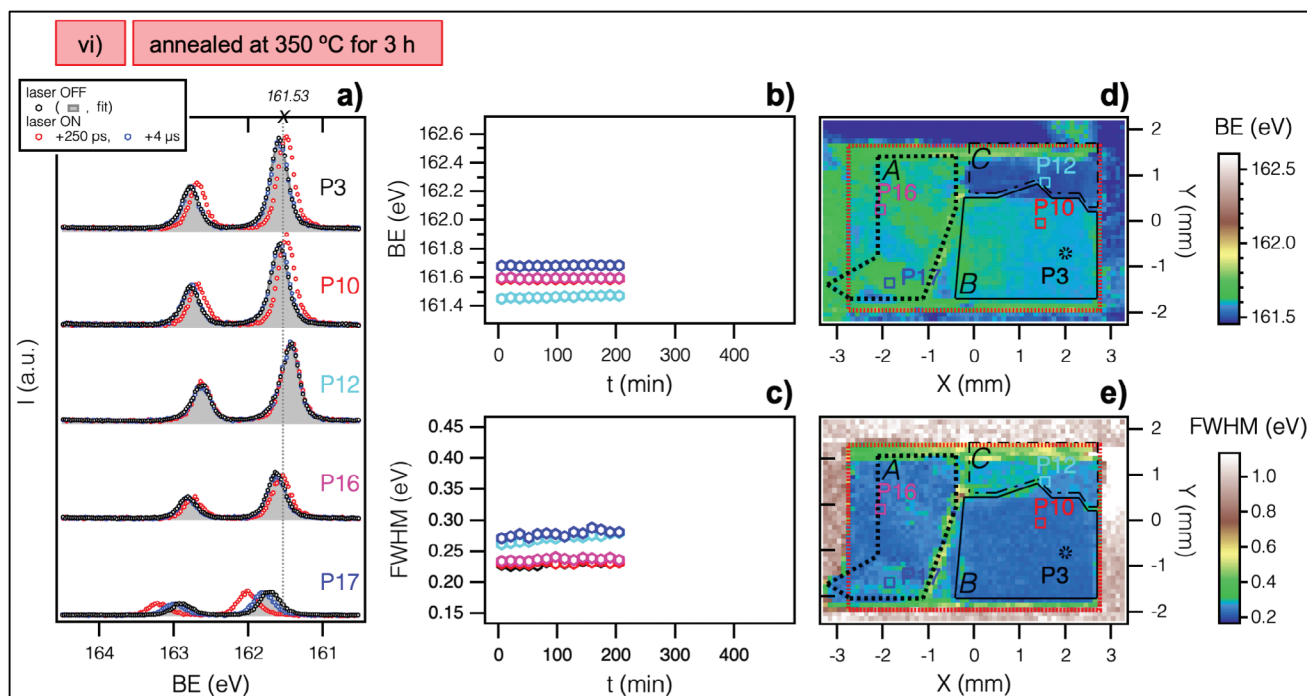 vi) annealed at 350 ºC for 3 h
laser OFF
( , fit)
laser ON
+250 ps, +4 µs
a)
161.53
x
P3
P10
P12
P16
P17
I (a.u.)
164 163 162 161
BE (eV)
b)
BE (eV)
162.6
162.4
162.2
162.0
161.8
161.6
161.4
0 100 200 300 400
t (min)
c)
FWHM (eV)
0.45
0.40
0.35
0.30
0.25
0.20
0.15
0 100 200 300 400
t (min)
d)
A
C
P12
P16
P10
P3
P1
B
2
1
0
-1
-2
Y (mm)
-3 -2 -1 0 1 2 3
X (mm)
BE (eV)
162.5
162.0
161.5
e)
A
C
P12
P16
P10
P3
P1
B
2
1
0
-1
-2
Y (mm)
-3 -2 -1 0 1 2 3
X (mm)
FWHM (eV)
1.0
0.8
0.6
0.4
0.2